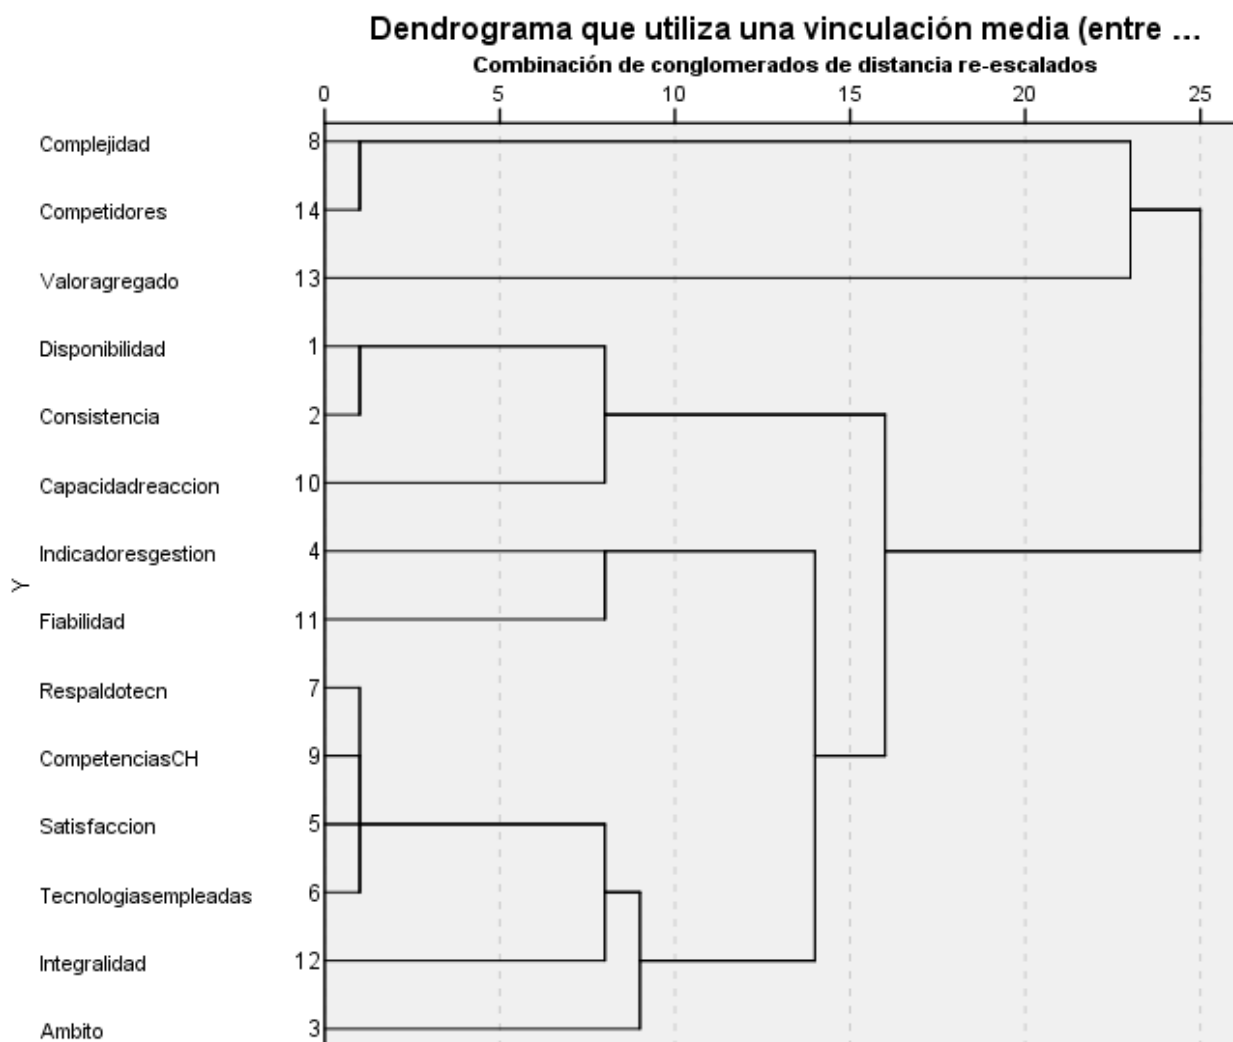 Dendrograma que utiliza una vinculación media (entre ...
Combinación de conglomerados de distancia re-escalados
0 5 10 15 20 25
Complejidad 8
Competidores 14
Valoragregado 13
Disponibilidad 1
Consistencia 2
Capacidadreaccion 10
Indicadoresgestion 4
Y
Fiabilidad 11
Respaldotecn 7
CompetenciasCH 9
Satisfaccion 5
Tecnologiasempleadas 6
Integralidad 12
Ambito 3